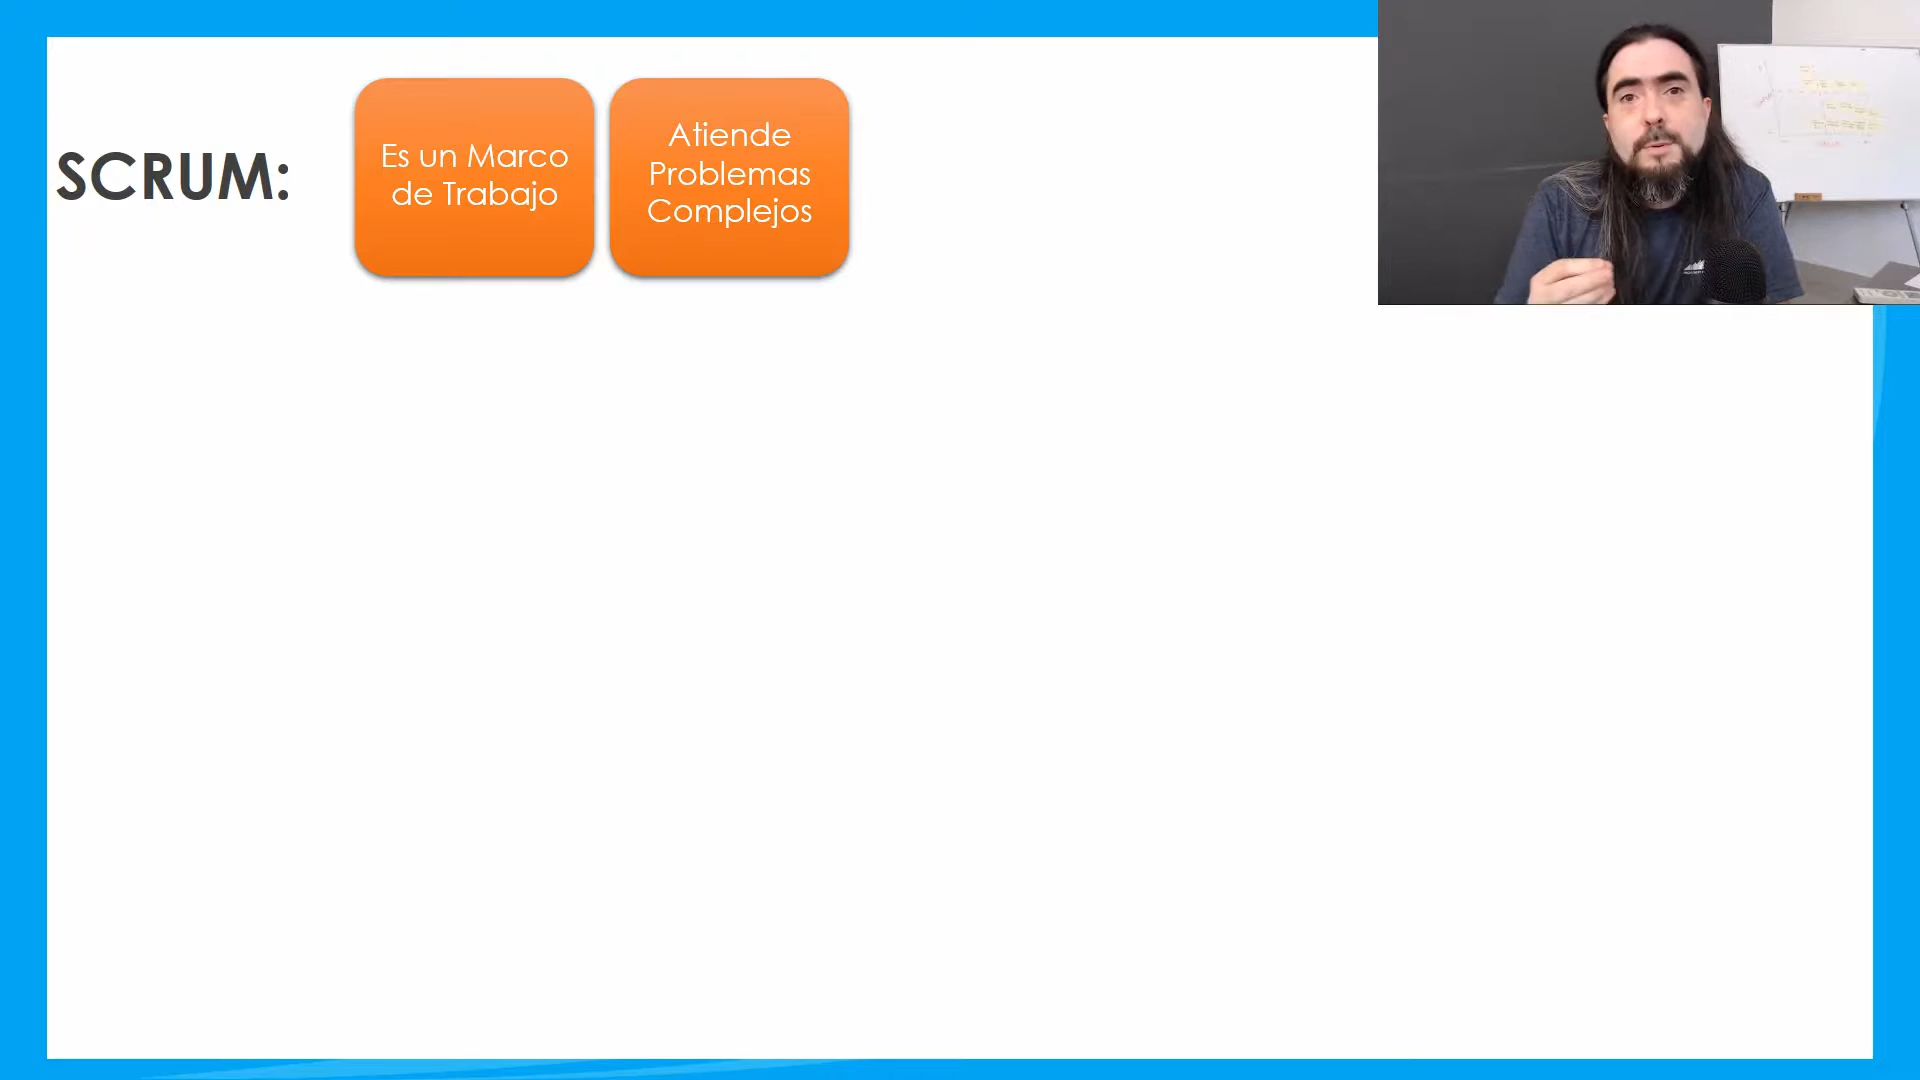 SCRUM:
Es un Marco
de Trabajo
Atiende
Problemas
Complejos